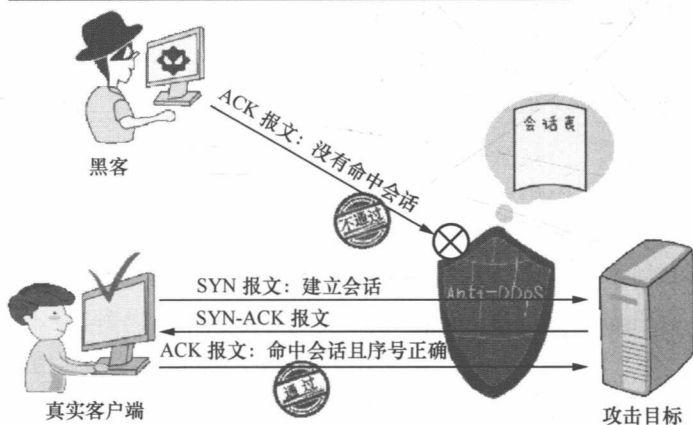 ACK 报文：没有命中会话
会话表
黑客
不通过
Anti-DDoS
SYN 报文：建立会话
SYN-ACK 报文
ACK 报文：命中会话且序号正确
通过
真实客户端
攻击目标